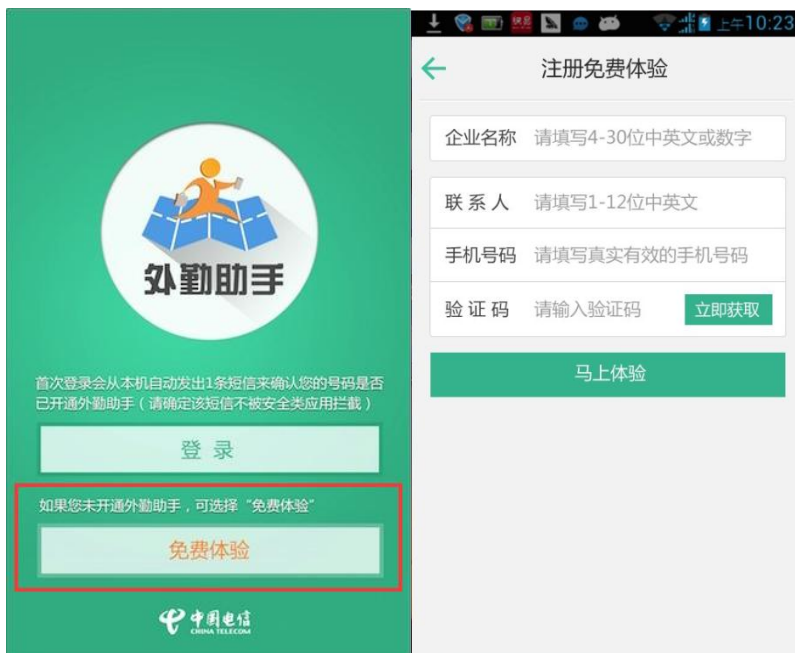 外勤助手
首次登录会从本机自动发出1条短信来确认您的号码是否
已开通外勤助手（请确定该短信不被安全类应用拦截）
登 录
如果您未开通外勤助手，可选择“免费体验”
免费体验
中国电信
CHINA TELECOM
上午10:23
注册免费体验
企业名称 请填写4-30位中英文或数字
联 系 人 请填写1-12位中英文
手机号码 请填写真实有效的手机号码
验 证 码 请输入验证码 立即获取
马上体验